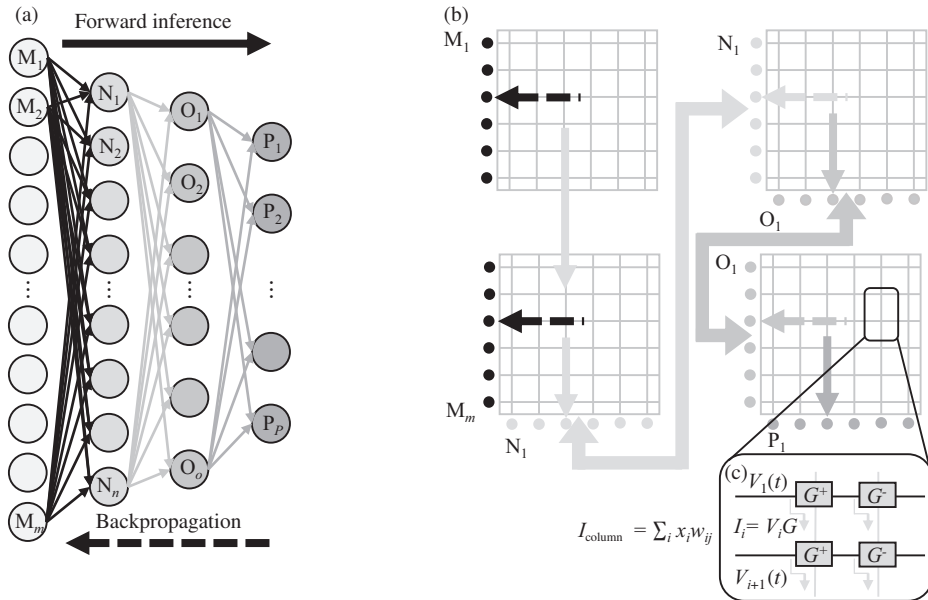 (a)
Forward inference
M1
M2
Mm
N1
N2
Nn
O1
O2
Oo
P1
P2
PP
...
...
...
...
Backpropagation
(b)
M1
Mm
N1
N1
O1
O1
P1
(c)
V1(t)
G+ G-
Ii = ViG
G+ G-
Vi+1(t)
Icolumn = ∑i xiwij